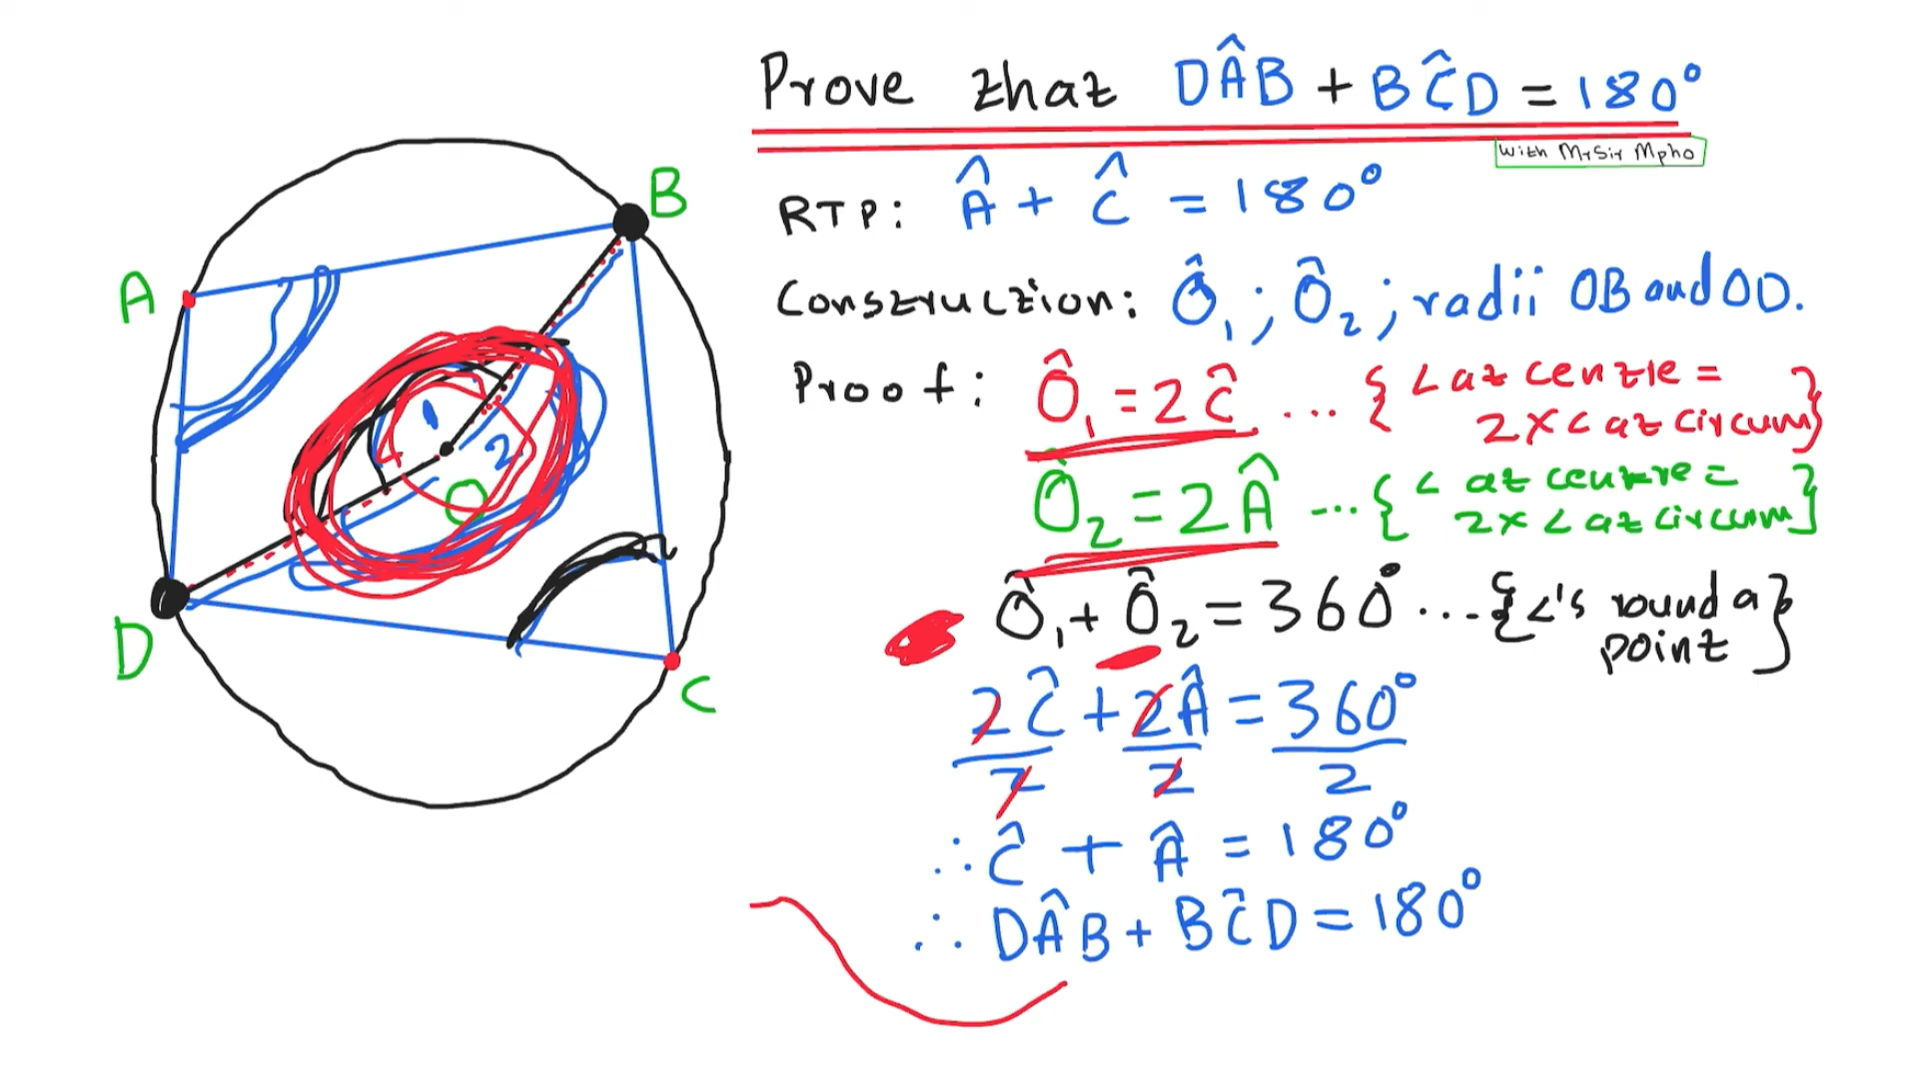 Prove that DÂB + BĈD = 180°
With MrSir Mpho
RTP: Â + Ĉ = 180°
Construction: Ô₁ ; Ô₂ ; radii OB and OD.
Proof: Ô₁ = 2Ĉ ... {< at centre =
2 x < at circum}
Ô₂ = 2Â ... {< at centre =
2 x < at circum}
Ô₁ + Ô₂ = 360° ... {<'s round a
point}
2Ĉ + 2Â = 360°
2 2 2
∴ Ĉ + Â = 180°
∴ DÂB + BĈD = 180°
B
A
1
2
O
D
C